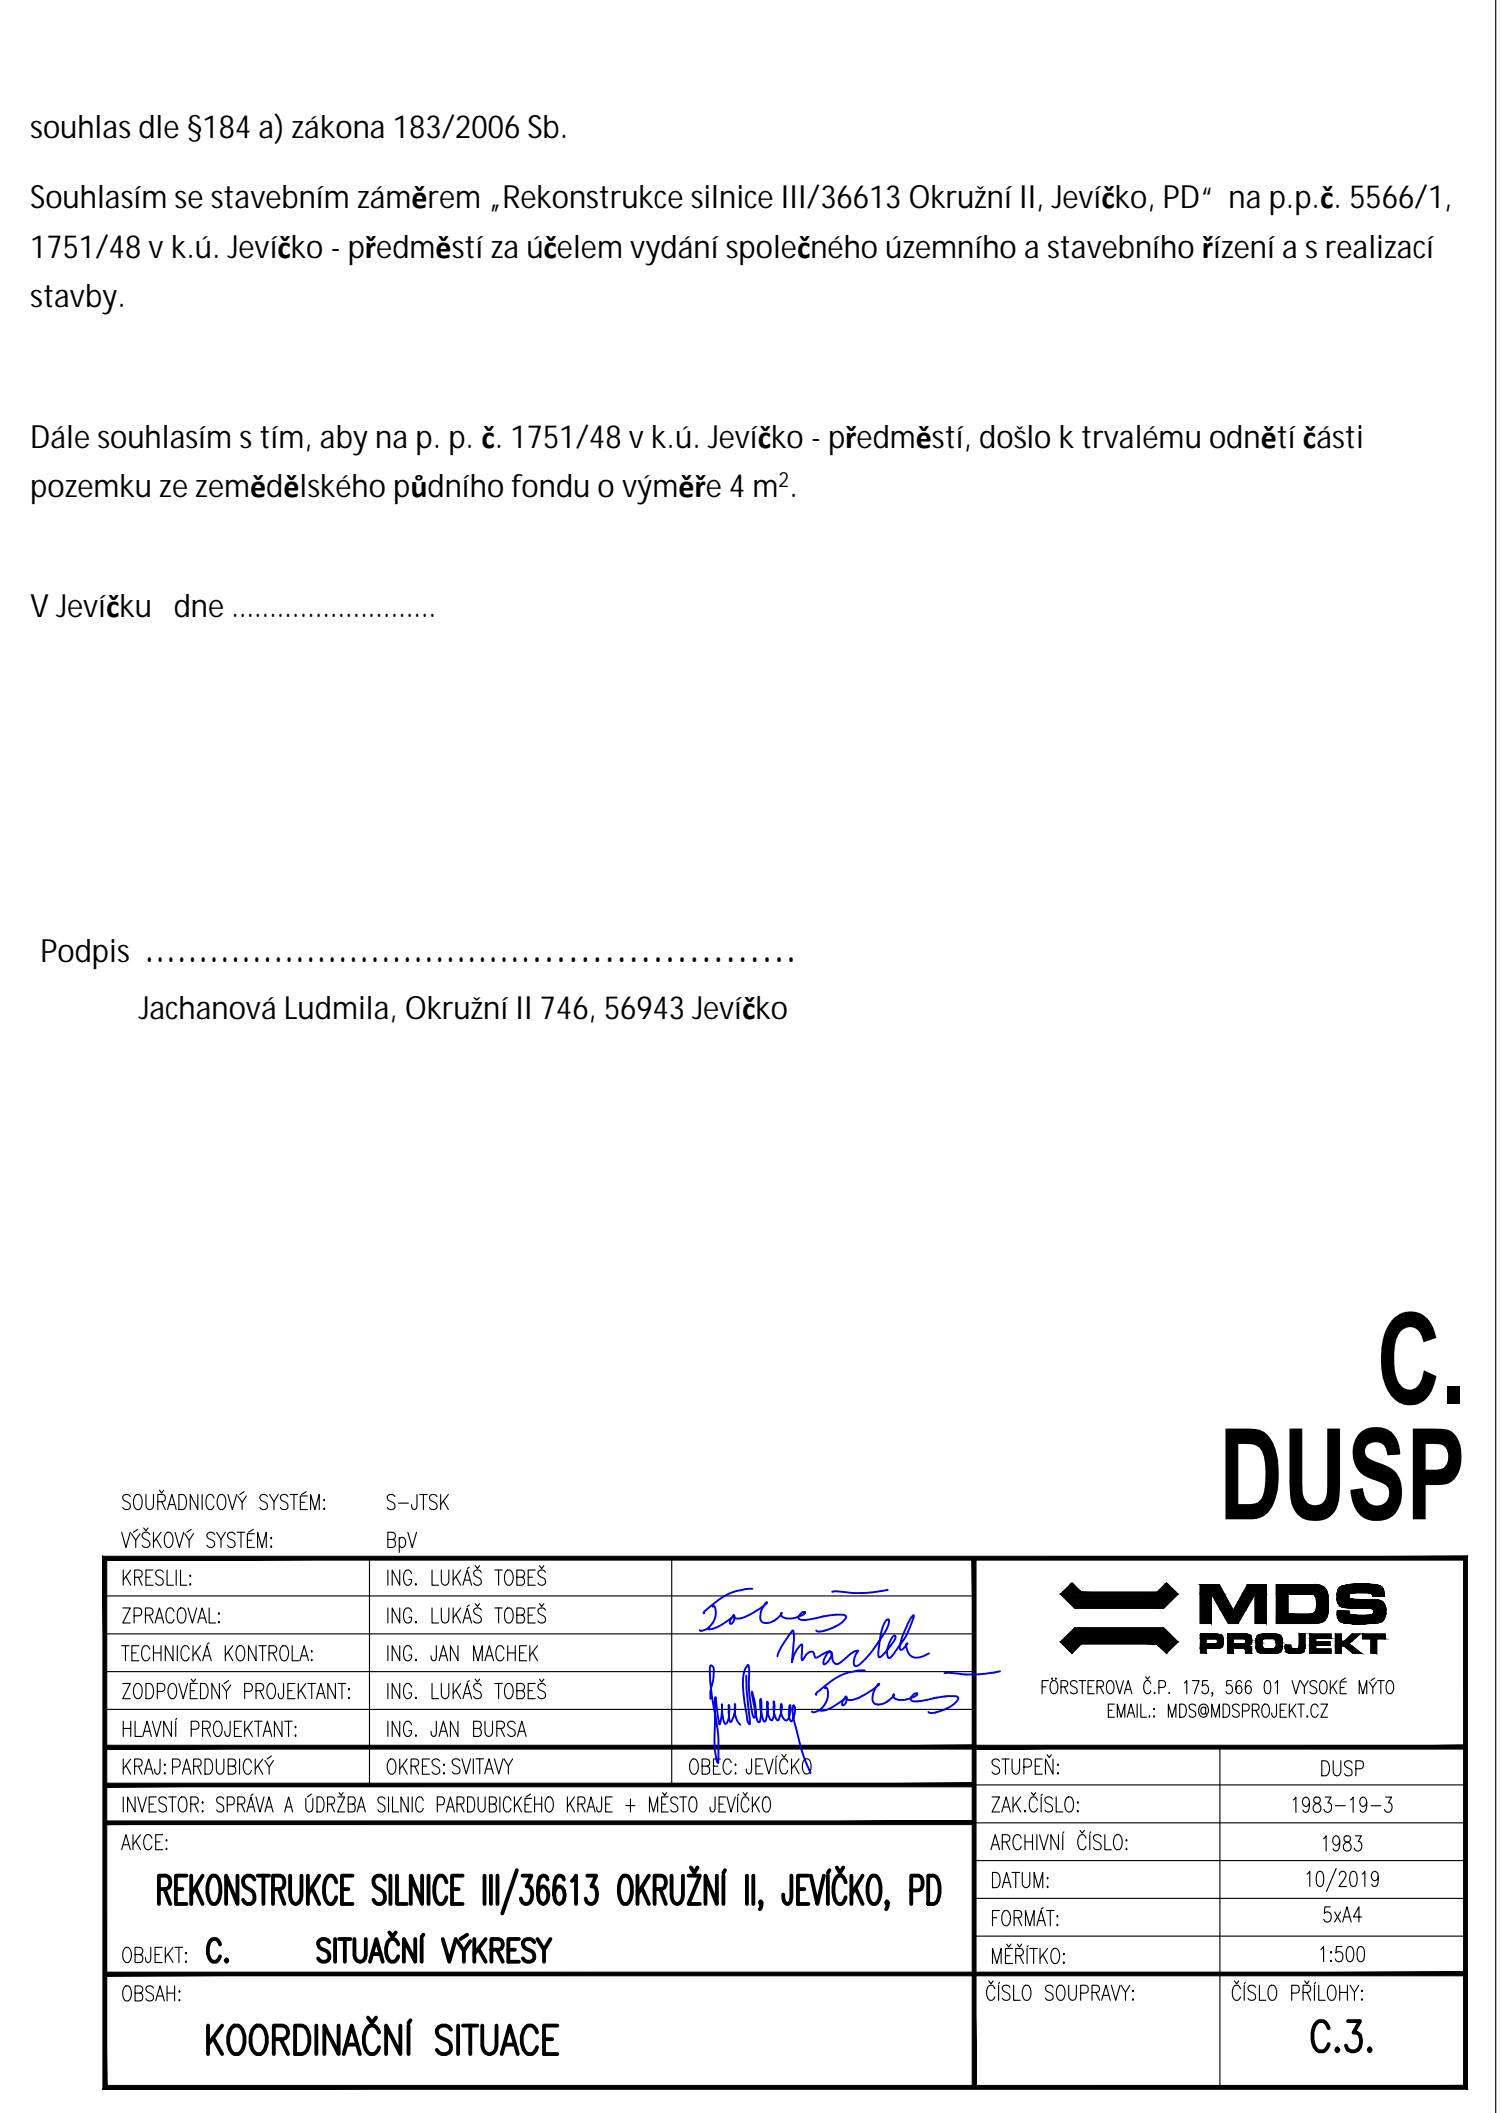 souhlas dle §184 a) zákona 183/2006 Sb.
Souhlasím se stavebním záměrem „Rekonstrukce silnice III/36613 Okružní II, Jevíčko, PD“ na p.p.č. 5566/1,
1751/48 v k.ú. Jevíčko - předměstí za účelem vydání společného územního a stavebního řízení a s realizací
stavby.
Dále souhlasím s tím, aby na p. p. č. 1751/48 v k.ú. Jevíčko - předměstí, došlo k trvalému odnětí části
pozemku ze zemědělského půdního fondu o výměře 4 m².
V Jevíčku dne ...........................
Podpis ..............................................................
Jachanová Ludmila, Okružní II 746, 56943 Jevíčko
C.
DUSP
SOUŘADNICOVÝ SYSTÉM: S-JTSK
VÝŠKOVÝ SYSTÉM: BpV
KRESLIL: ING. LUKÁŠ TOBEŠ
ZPRACOVAL: ING. LUKÁŠ TOBEŠ Tobeš
TECHNICKÁ KONTROLA: ING. JAN MACHEK Machek
ZODPOVĚDNÝ PROJEKTANT: ING. LUKÁŠ TOBEŠ Tobeš
HLAVNÍ PROJEKTANT: ING. JAN BURSA
MDS
PROJEKT
FÖRSTEROVA Č.P. 175, 566 01 VYSOKÉ MÝTO
EMAIL.: MDS@MDSPROJEKT.CZ
KRAJ: PARDUBICKÝ OKRES: SVITAVY OBEC: JEVÍČKO
INVESTOR: SPRÁVA A ÚDRŽBA SILNIC PARDUBICKÉHO KRAJE + MĚSTO JEVÍČKO
AKCE:
REKONSTRUKCE SILNICE III/36613 OKRUŽNÍ II, JEVÍČKO, PD
OBJEKT: C. SITUAČNÍ VÝKRESY
STUPEŇ: DUSP
ZAK.ČÍSLO: 1983-19-3
ARCHIVNÍ ČÍSLO: 1983
DATUM: 10/2019
FORMÁT: 5xA4
MĚŘÍTKO: 1:500
OBSAH:
KOORDINAČNÍ SITUACE
ČÍSLO SOUPRAVY:
ČÍSLO PŘÍLOHY:
C.3.